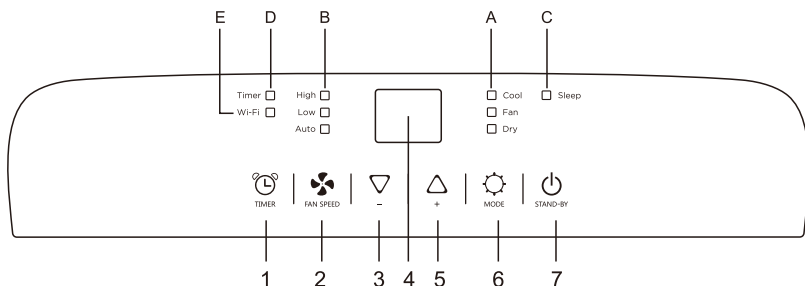 E D B A C
Timer High Cool Sleep
Wi-Fi Low Fan
Auto Dry
TIMER FAN SPEED − + MODE STAND-BY
1 2 3 4 5 6 7